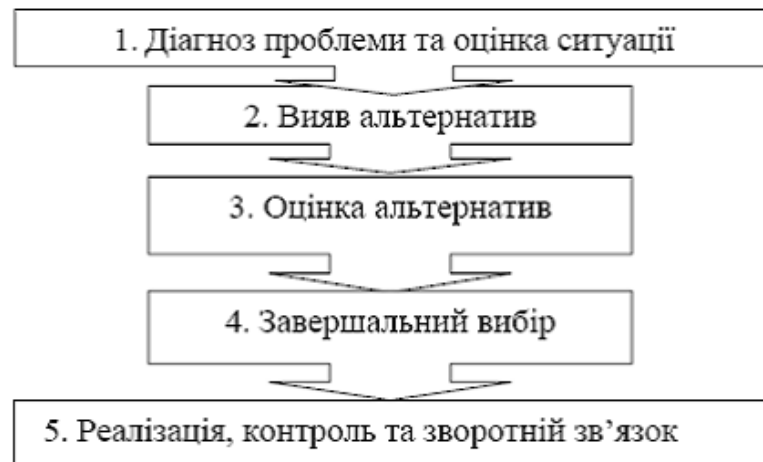 1. Діагноз проблеми та оцінка ситуації
2. Вияв альтернатив
3. Оцінка альтернатив
4. Завершальний вибір
5. Реалізація, контроль та зворотній зв’язок